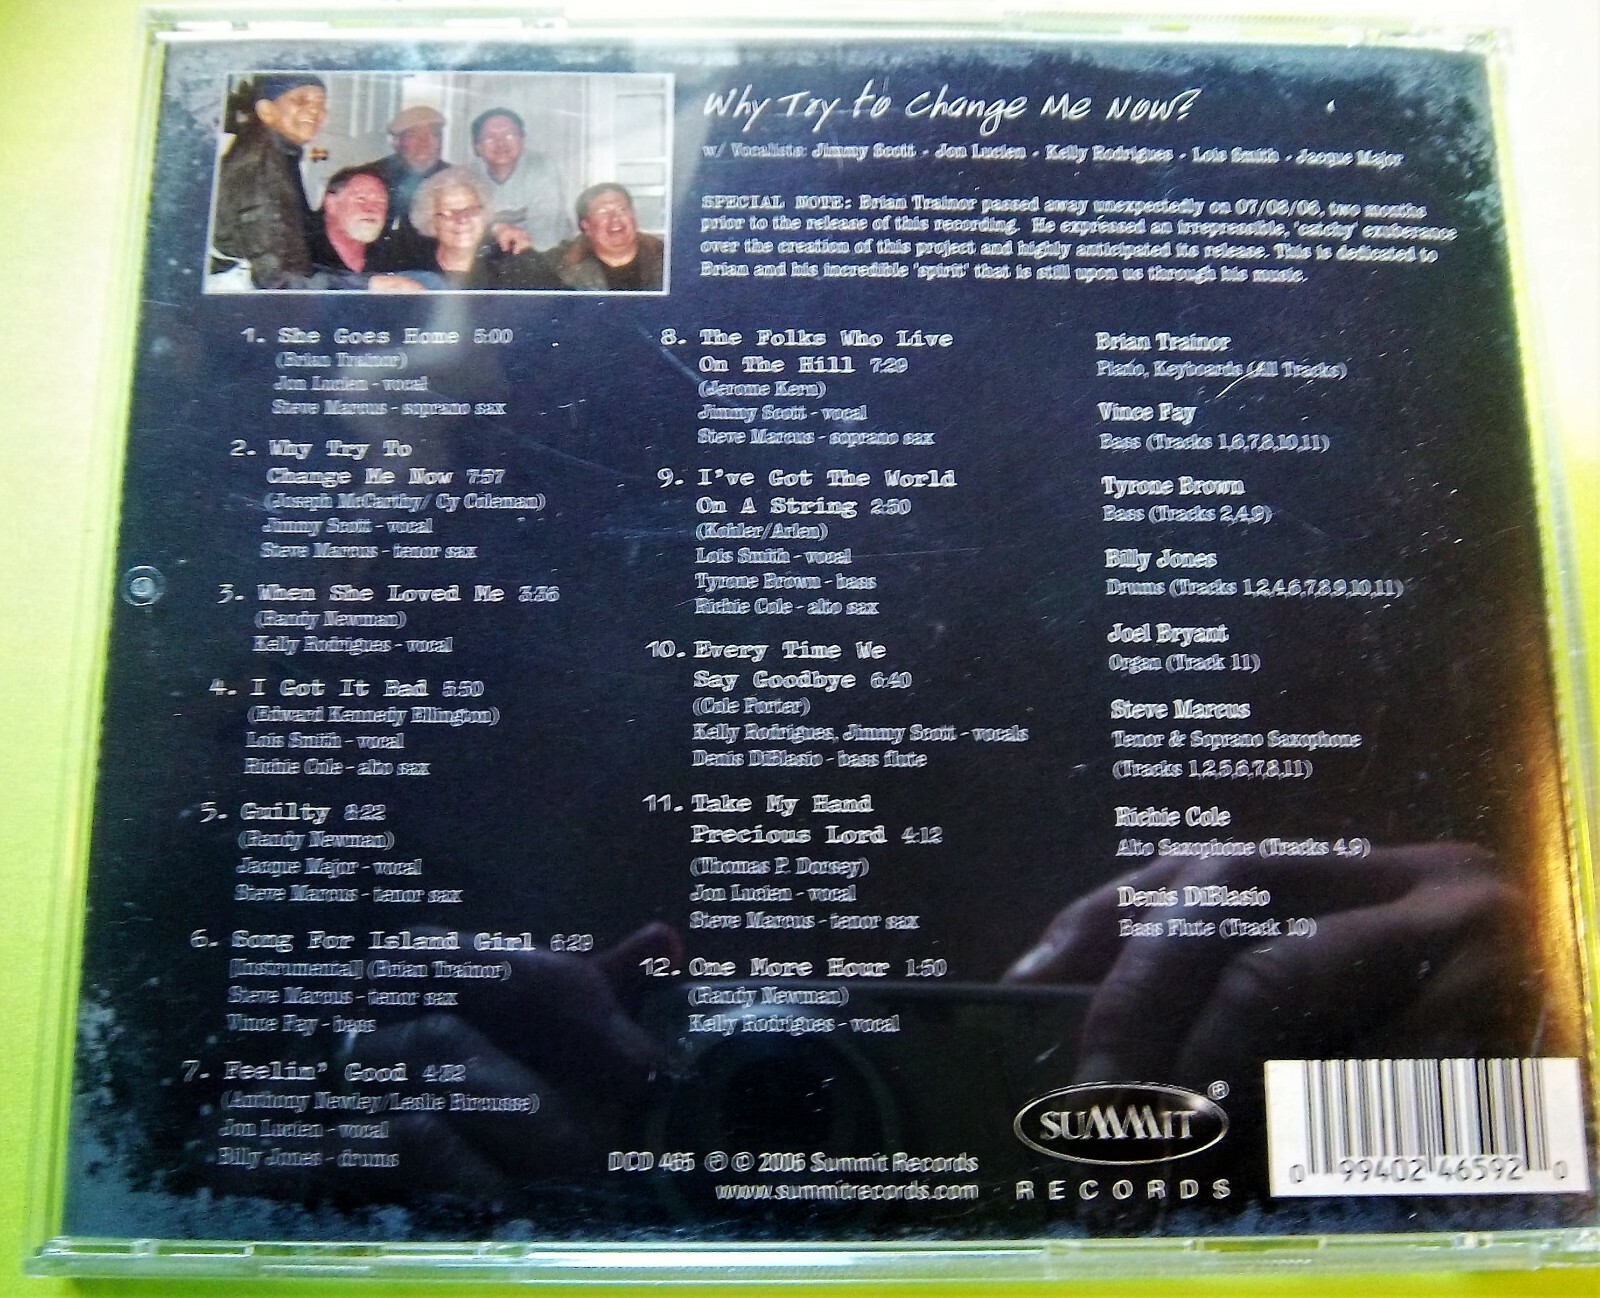 Why Try to Change Me Now?
w/ Vocalists: Jimmy Scott - Jon Lucien - Kelly Rodrigues - Lois Smith - Jacque Major
SPECIAL NOTE: Brian Trainor passed away unexpectedly on 07/03/06, two months
prior to the release of this recording. He expressed an irrepressible, 'catchy' exuberance
over the creation of this project and highly anticipated its release. This is dedicated to
Brian and his incredible 'spirit' that is still upon us through his music.
1. She Goes Home 5:00
(Brian Trainor)
Jon Lucien - vocal
Steve Marcus - soprano sax
2. Why Try To
Change Me Now 7:57
(Joseph McCarthy/ Cy Coleman)
Jimmy Scott - vocal
Steve Marcus - tenor sax
3. When She Loved Me 3:36
(Randy Newman)
Kelly Rodrigues - vocal
4. I Got It Bad 5:50
(Edward Kennedy Ellington)
Lois Smith - vocal
Richie Cole - alto sax
5. Guilty 8:22
(Randy Newman)
Jacque Major - vocal
Steve Marcus - tenor sax
6. Song For Island Girl 6:29
[Instrumental] (Brian Trainor)
Steve Marcus - tenor sax
Vince Fay - bass
7. Feelin' Good 4:32
(Anthony Newley/Leslie Bircusse)
Jon Lucien - vocal
Billy Jones - drums
8. The Folks Who Live
On The Hill 7:29
(Jerome Kern)
Jimmy Scott - vocal
Steve Marcus - soprano sax
9. I've Got The World
On A String 2:50
(Kohler/Arlen)
Lois Smith - vocal
Tyrone Brown - bass
Richie Cole - alto sax
10. Every Time We
Say Goodbye 6:40
(Cole Porter)
Kelly Rodrigues, Jimmy Scott - vocals
Denis DiBlasio - bass flute
11. Take My Hand
Precious Lord 4:12
(Thomas P. Dorsey)
Jon Lucien - vocal
Steve Marcus - tenor sax
12. One More Hour 1:50
(Randy Newman)
Kelly Rodrigues - vocal
Brian Trainor
Piano, Keyboards (All Tracks)
Vince Fay
Bass (Tracks 1,6,7,8,10,11)
Tyrone Brown
Bass (Tracks 2,4,9)
Billy Jones
Drums (Tracks 1,2,4,6,7,8,9,10,11)
Joel Bryant
Organ (Track 11)
Steve Marcus
Tenor & Soprano Saxophone
(Tracks 1,2,5,6,7,8,11)
Richie Cole
Alto Saxophone (Tracks 4,9)
Denis DiBlasio
Bass Flute (Track 10)
DCD 465 ℗ © 2006 Summit Records
www.summitrecords.com
SUMMIT ®
RECORDS
0 99402 46592 0